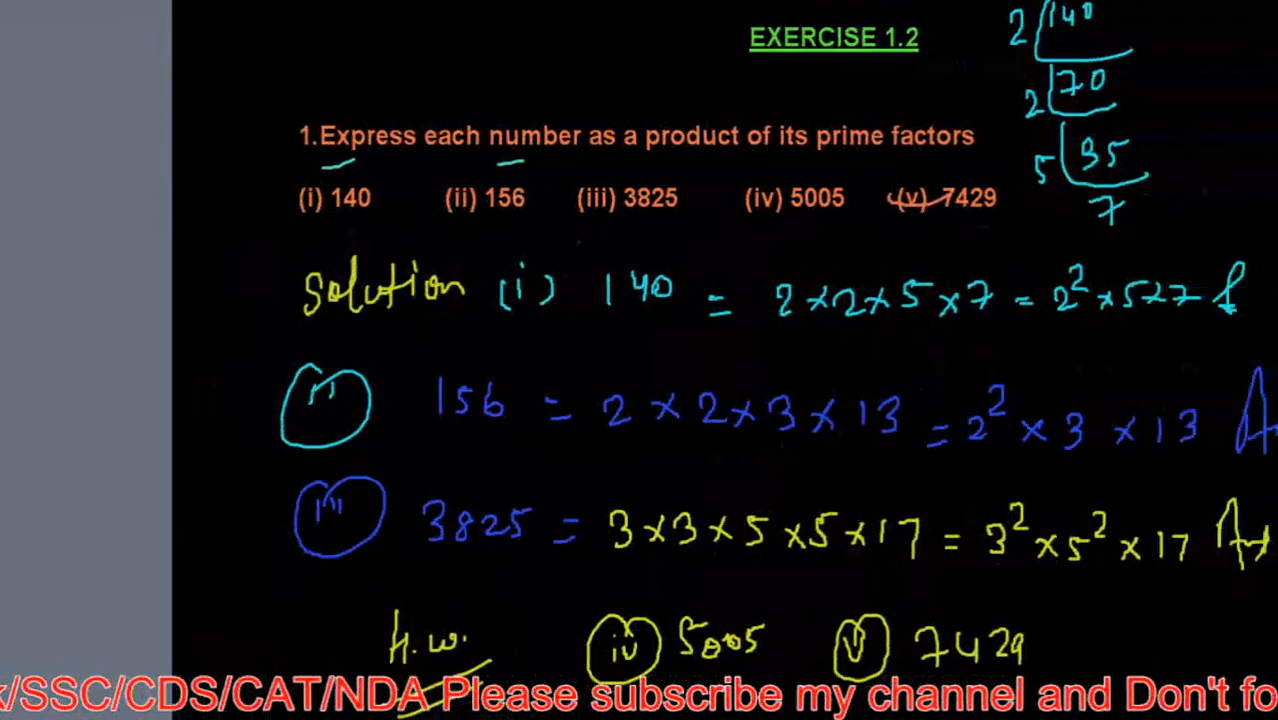 EXERCISE 1.2
2 140
2 70
5 35
7
1.Express each number as a product of its prime factors
(i) 140 (ii) 156 (iii) 3825 (iv) 5005 (v) 7429
Solution (i) 140 = 2×2×5×7 = 2²×5×7
(ii) 156 = 2 × 2 × 3 × 13 = 2² × 3 × 13
(iii) 3825 = 3×3×5×5×17 = 3²×5²×17
H.W. (iv) 5005 (v) 7429
k/SSC/CDS/CAT/NDA Please subscribe my channel and Don't fo